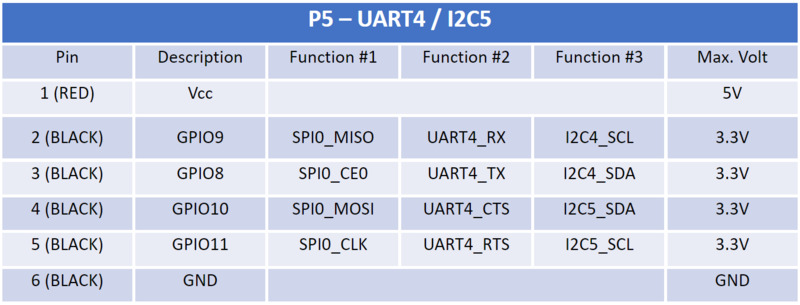 P5 – UART4 / I2C5
Pin Description Function #1 Function #2 Function #3 Max. Volt
1 (RED) Vcc 5V
2 (BLACK) GPIO9 SPI0_MISO UART4_RX I2C4_SCL 3.3V
3 (BLACK) GPIO8 SPI0_CE0 UART4_TX I2C4_SDA 3.3V
4 (BLACK) GPIO10 SPI0_MOSI UART4_CTS I2C5_SDA 3.3V
5 (BLACK) GPIO11 SPI0_CLK UART4_RTS I2C5_SCL 3.3V
6 (BLACK) GND GND